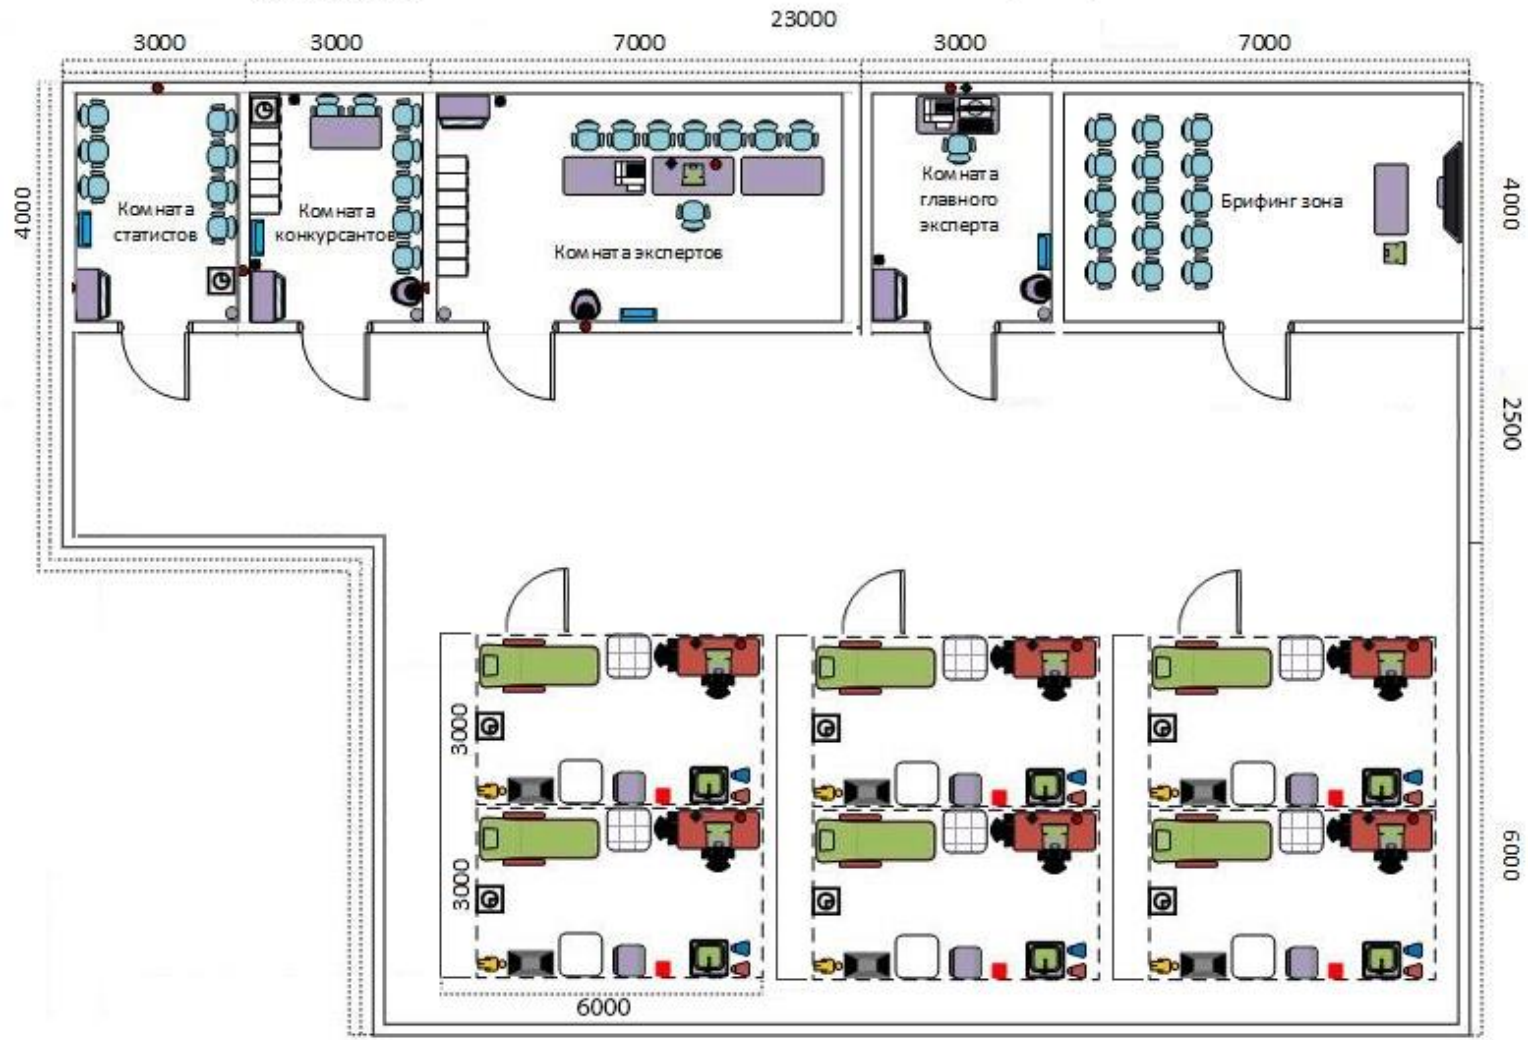 23000
3000
3000
7000
3000
7000
4000
Комната
статистов
Комната
конкурсантов
Комната экспертов
Комната
главного
эксперта
Брифинг зона
4000
2500
3000
3000
6000
6000